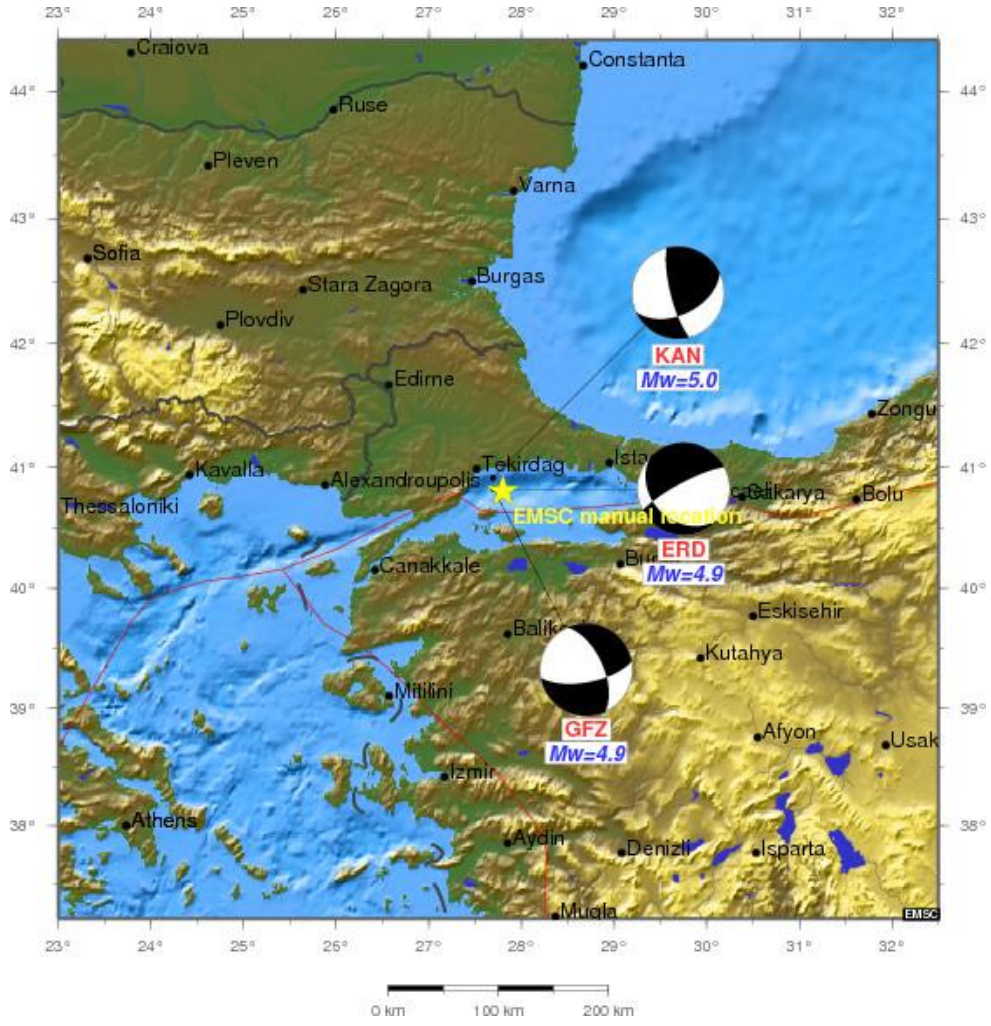 23° 24° 25° 26° 27° 28° 29° 30° 31° 32°
Craiova
Constanta
44° 44°
Ruse
Pleven
Varna
43° 43°
Sofia
Burgas
Stara Zagora
Plovdiv
42° 42°
KAN
Mw=5.0
Edirne
Zongu
41° 41°
Tekirdag
Ista
Kavalla
Alexandroupolis
Sakarya
Bolu
Thessaloniki
EMSC manual location
ERD
Mw=4.9
Canakkale
40° 40°
Eskisehir
Balike
Kutahya
Mitilini
39° 39°
GFZ
Mw=4.9
Afyon
Usak
Izmir
38° 38°
Athens
Aydin
Denizli
Isparta
Mugla
EMSC
23° 24° 25° 26° 27° 28° 29° 30° 31° 32°
0 km 100 km 200 km